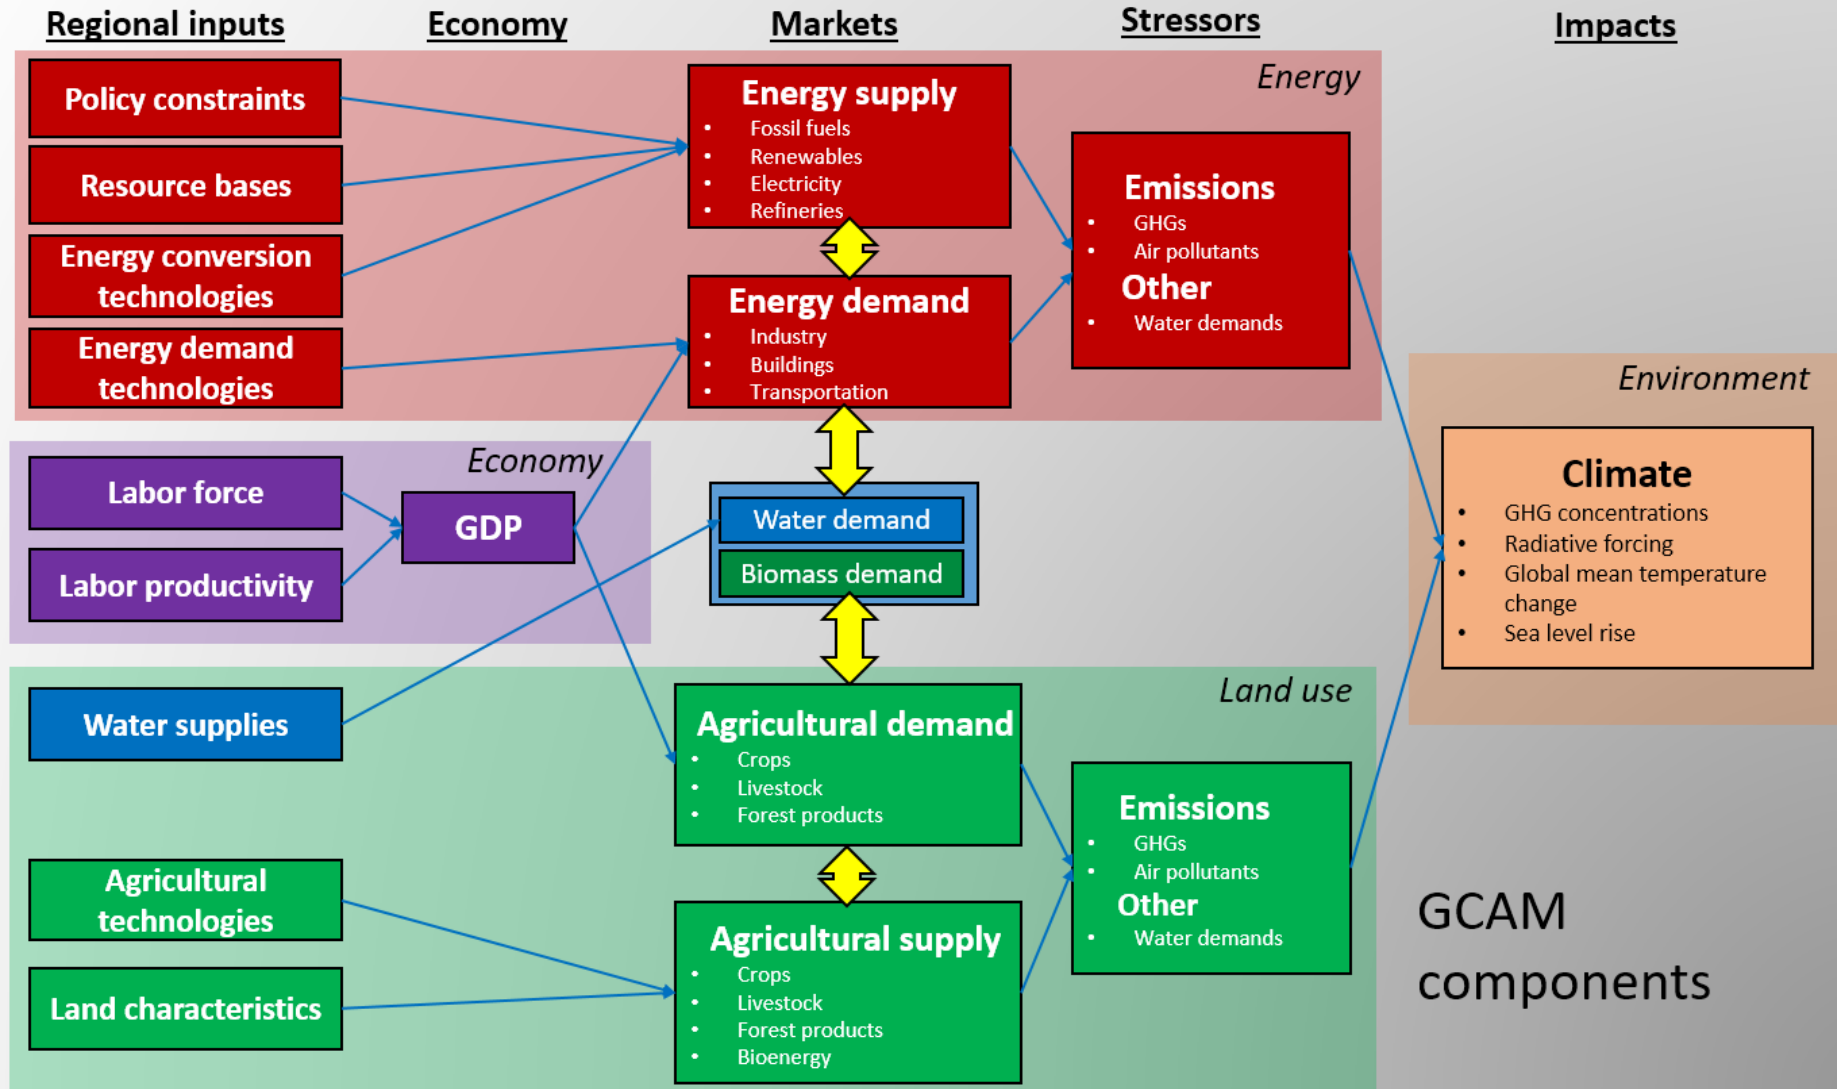 Regional inputs
Economy
Markets
Stressors
Impacts
Energy
Policy constraints
Resource bases
Energy conversion
technologies
Energy demand
technologies
Energy supply
• Fossil fuels
• Renewables
• Electricity
• Refineries
Energy demand
• Industry
• Buildings
• Transportation
Emissions
• GHGs
• Air pollutants
Other
• Water demands
Economy
Labor force
Labor productivity
GDP
Water demand
Biomass demand
Environment
Climate
• GHG concentrations
• Radiative forcing
• Global mean temperature
change
• Sea level rise
Land use
Water supplies
Agricultural
technologies
Land characteristics
Agricultural demand
• Crops
• Livestock
• Forest products
Agricultural supply
• Crops
• Livestock
• Forest products
• Bioenergy
Emissions
• GHGs
• Air pollutants
Other
• Water demands
GCAM
components